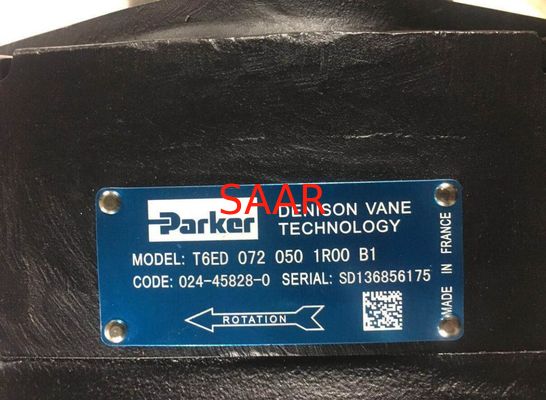 SAAR
Parker
DENISON VANE
TECHNOLOGY
MODEL: T6ED 072 050 1R00 B1
CODE: 024-45828-0 SERIAL: SD136856175
ROTATION
MADE IN FRANCE